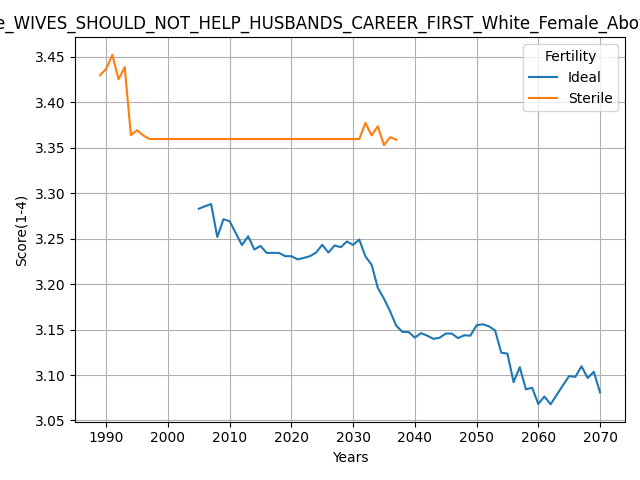 e_WIVES_SHOULD_NOT_HELP_HUSBANDS_CAREER_FIRST_White_Female_Abo
Fertility
Ideal
Sterile
3.45
3.40
3.35
3.30
3.25
3.20
3.15
3.10
3.05
Score(1-4)
1990 2000 2010 2020 2030 2040 2050 2060 2070
Years